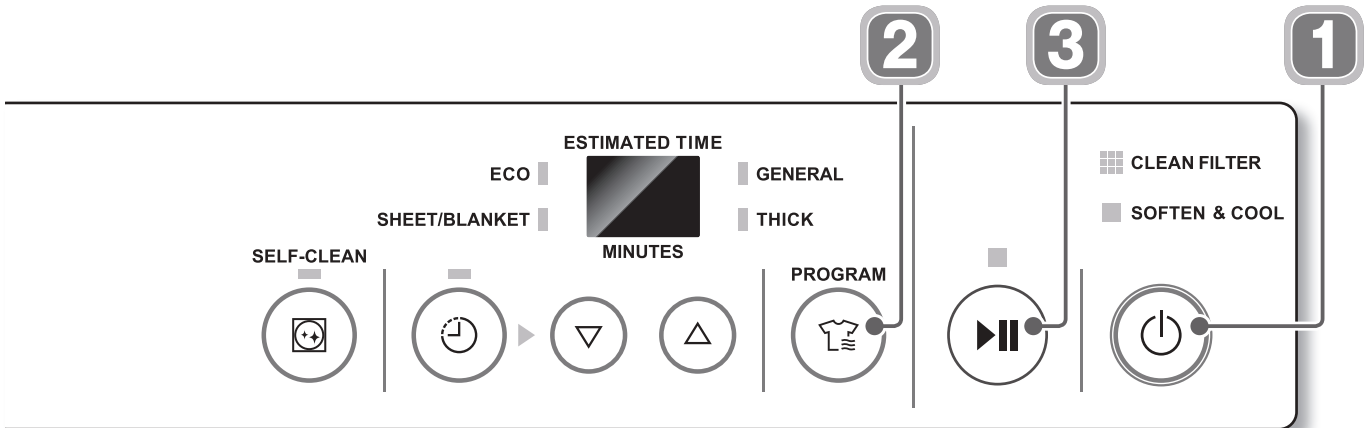 2 3 1
ESTIMATED TIME
ECO
GENERAL
CLEAN FILTER
SHEET/BLANKET
THICK
SOFTEN & COOL
MINUTES
SELF-CLEAN
PROGRAM